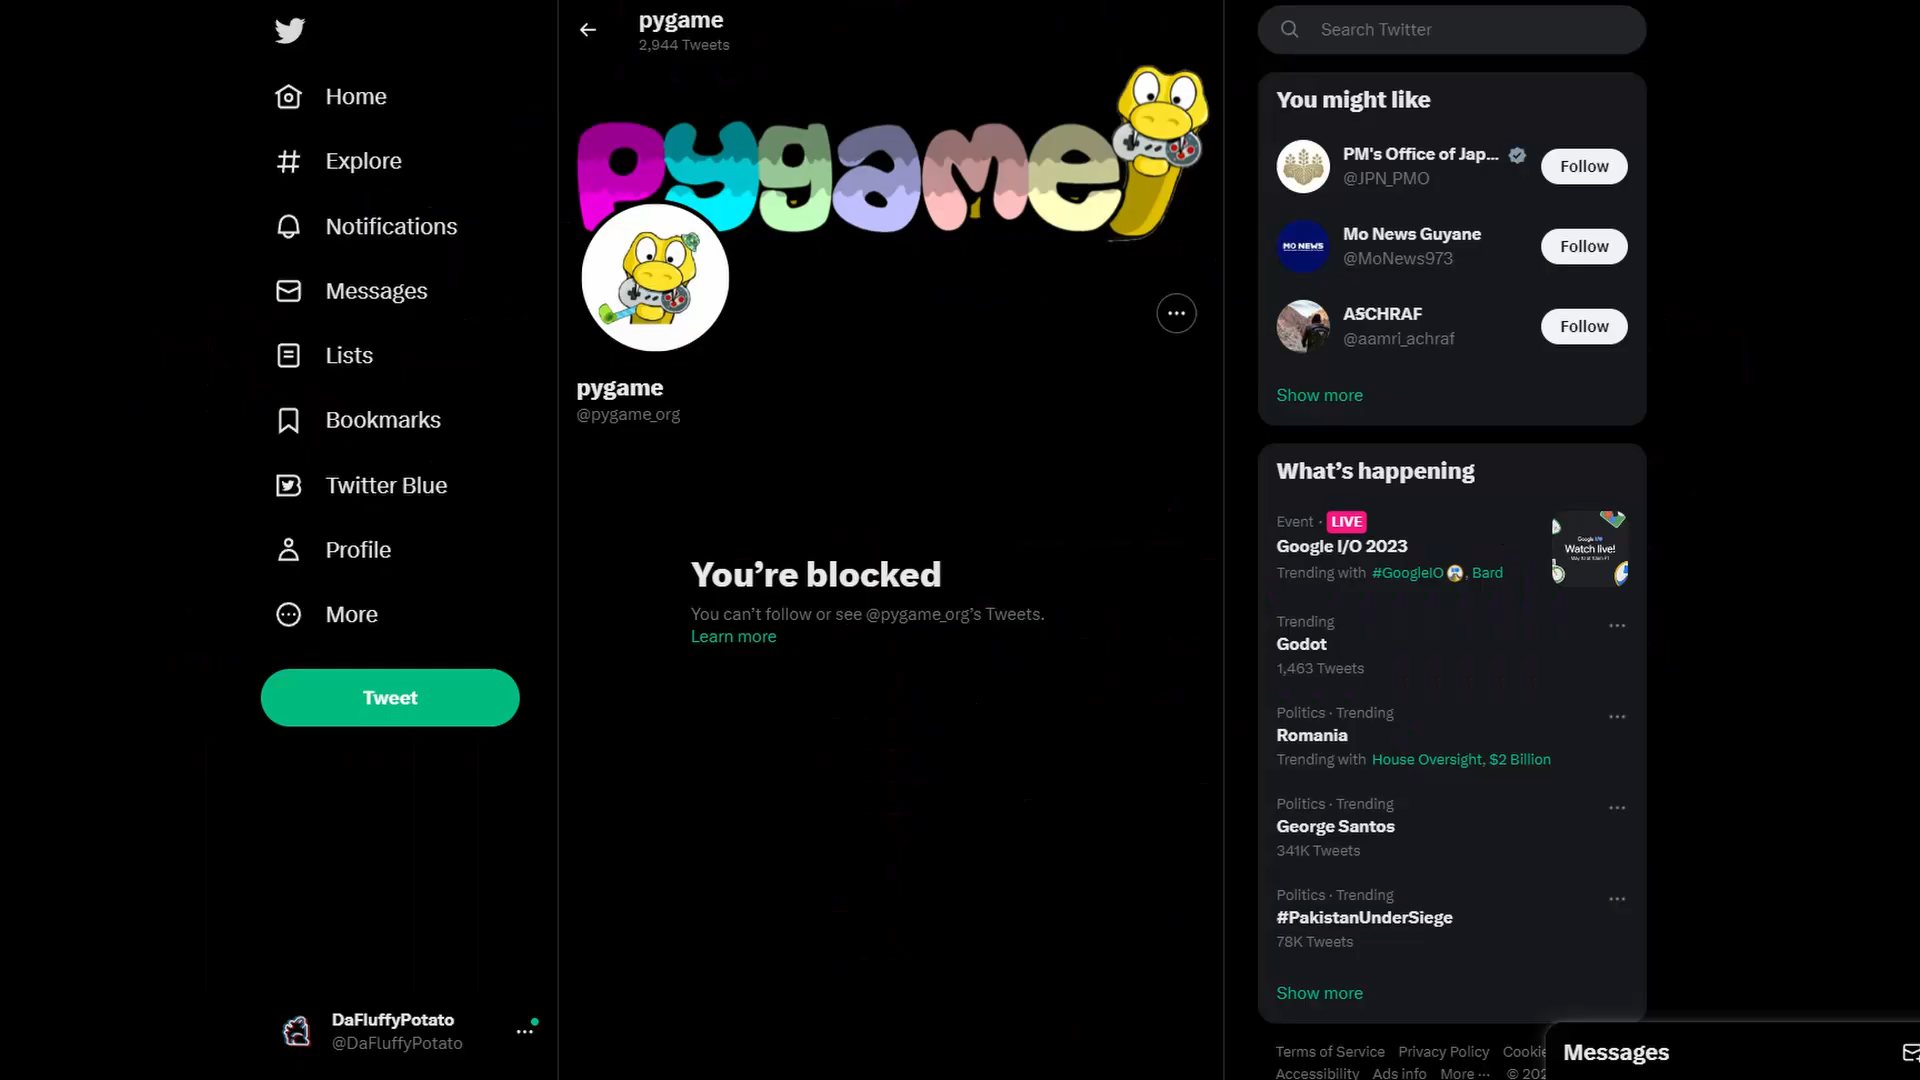 Home
Explore
Notifications
Messages
Lists
Bookmarks
Twitter Blue
Profile
More
Tweet
DaFluffyPotato
@DaFluffyPotato
pygame
2,944 Tweets
pygame
pygame
@pygame_org
You're blocked
You can't follow or see @pygame_org's Tweets.
Learn more
Search Twitter
You might like
PM's Office of Jap...
@JPN_PMO
Follow
MO NEWS
Mo News Guyane
@MoNews973
Follow
ASCHRAF
@aamri_achraf
Follow
Show more
What's happening
Event · LIVE
Google I/O 2023
Trending with #GoogleIO, Bard
Google I/O
Watch live!
Trending
Godot
1,463 Tweets
Politics · Trending
Romania
Trending with House Oversight, $2 Billion
Politics · Trending
George Santos
341K Tweets
Politics · Trending
#PakistanUnderSiege
78K Tweets
Show more
Terms of Service Privacy Policy Cookie
Accessibility Ads info More ··· © 202
Messages